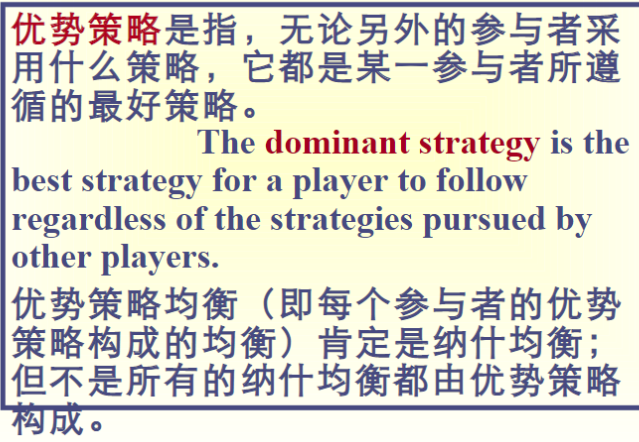 优势策略是指，无论另外的参与者采
用什么策略，它都是某一参与者所遵
循的最好策略。
The dominant strategy is the
best strategy for a player to follow
regardless of the strategies pursued by
other players.
优势策略均衡（即每个参与者的优势
策略构成的均衡）肯定是纳什均衡；
但不是所有的纳什均衡都由优势策略
构成。